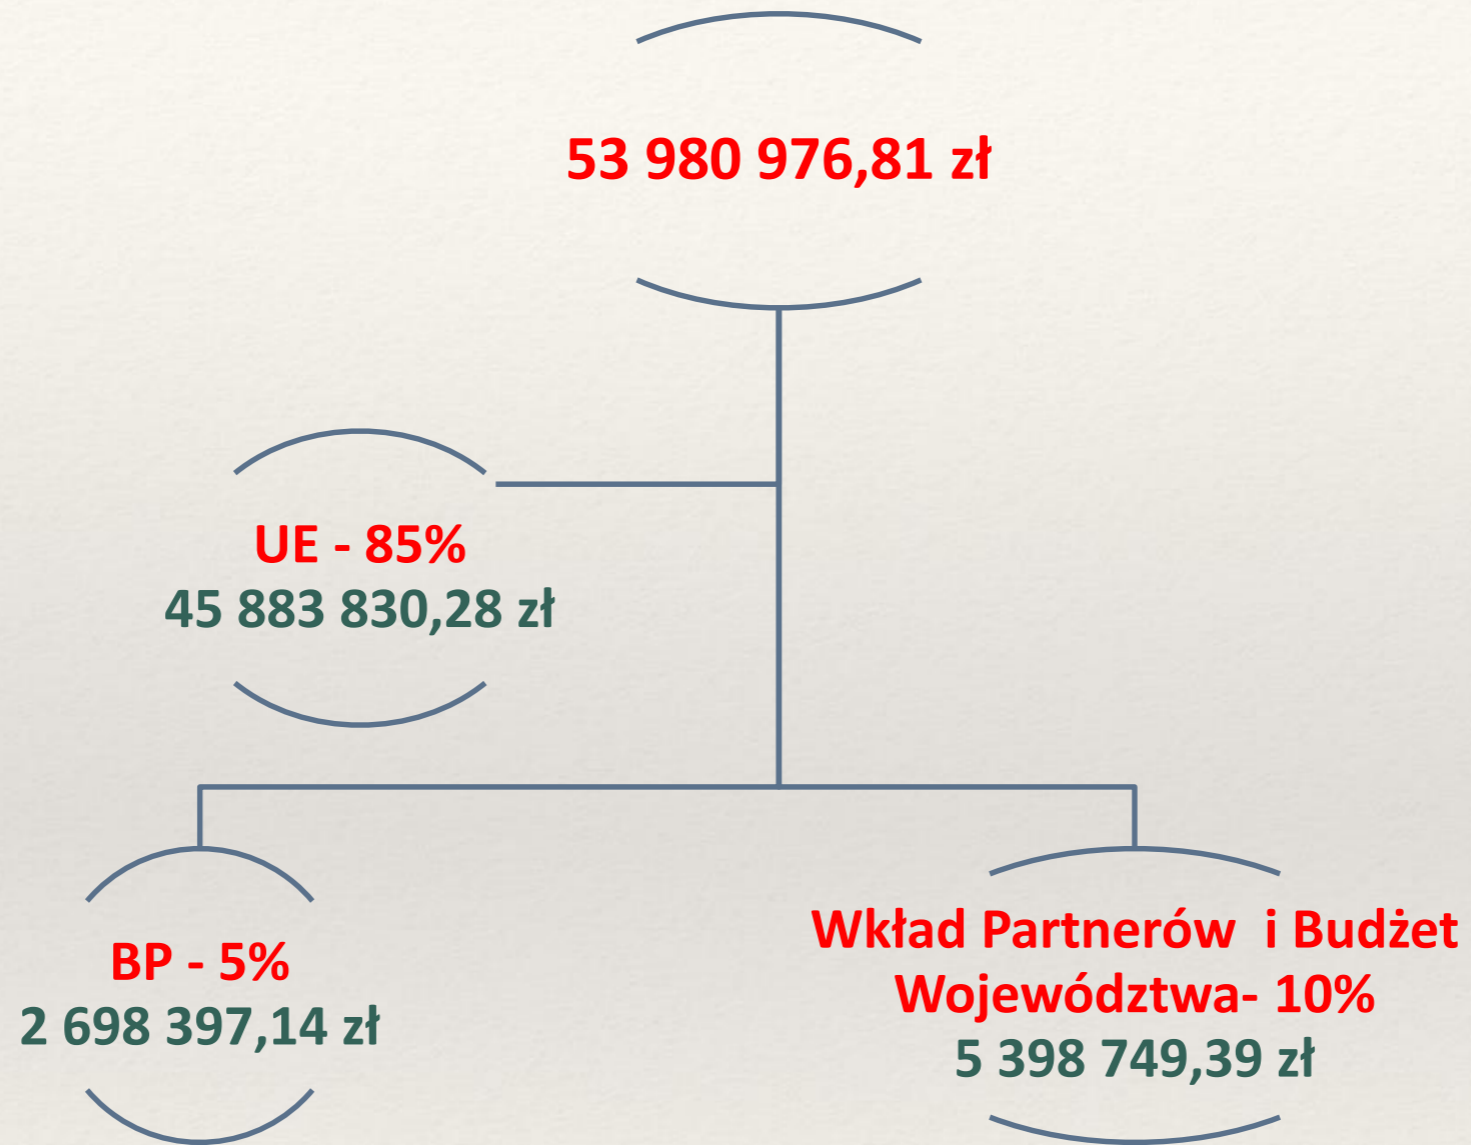 53 980 976,81 zł
UE - 85%
45 883 830,28 zł
BP - 5%
2 698 397,14 zł
Wkład Partnerów i Budżet
Województwa- 10%
5 398 749,39 zł